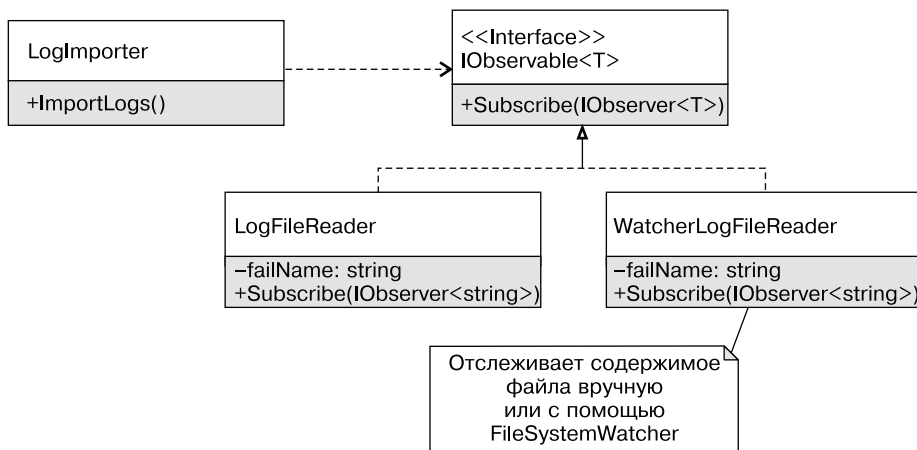 LogImporter
+ImportLogs()
<<Interface>>
IObservable<T>
+Subscribe(IObserver<T>)
LogFileReader
–failName: string
+Subscribe(IObserver<string>)
WatcherLogFileReader
–failName: string
+Subscribe(IObserver<string>)
Отслеживает содержимое
файла вручную
или с помощью
FileSystemWatcher